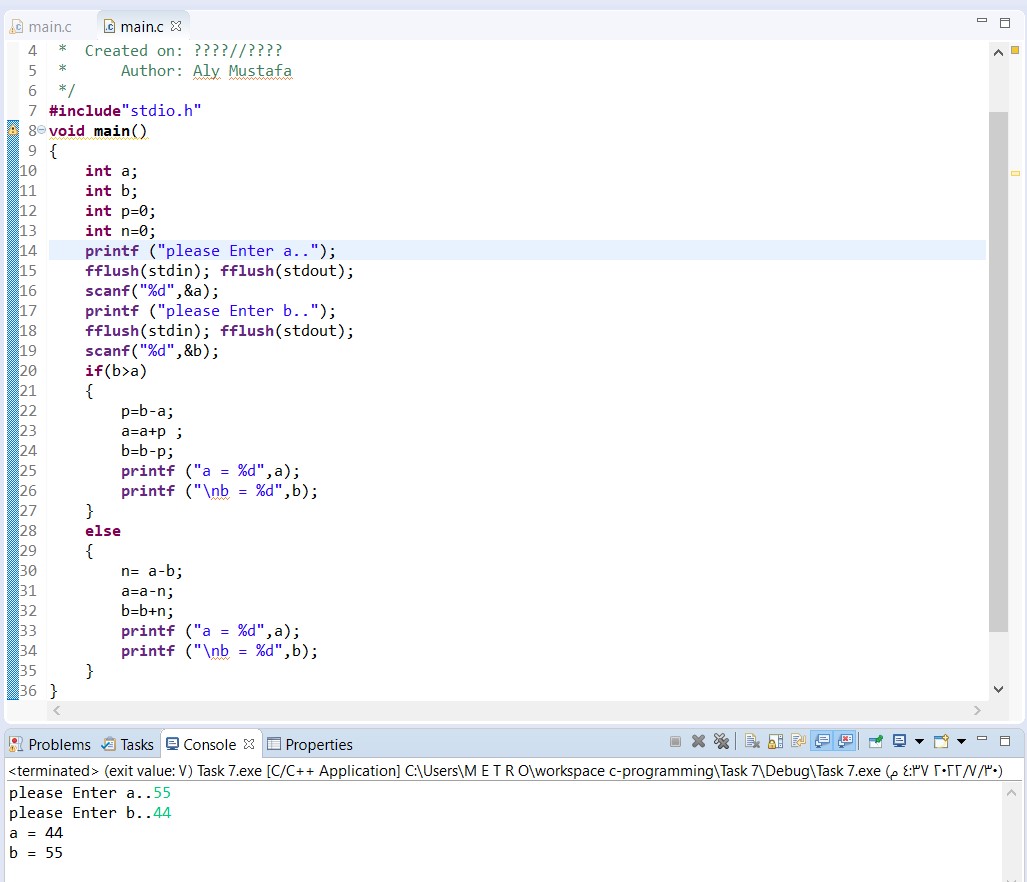 main.c main.c
4 * Created on: ????//????
5 * Author: Aly Mustafa
6 */
7 #include"stdio.h"
8 void main()
9 {
10 int a;
11 int b;
12 int p=0;
13 int n=0;
14 printf ("please Enter a..");
15 fflush(stdin); fflush(stdout);
16 scanf("%d",&a);
17 printf ("please Enter b..");
18 fflush(stdin); fflush(stdout);
19 scanf("%d",&b);
20 if(b>a)
21 {
22 p=b-a;
23 a=a+p ;
24 b=b-p;
25 printf ("a = %d",a);
26 printf ("\nb = %d",b);
27 }
28 else
29 {
30 n= a-b;
31 a=a-n;
32 b=b+n;
33 printf ("a = %d",a);
34 printf ("\nb = %d",b);
35 }
36 }
Problems Tasks Console Properties
<terminated> (exit value: ٧) Task 7.exe [C/C++ Application] C:\Users\M E T R O\workspace c-programming\Task 7\Debug\Task 7.exe (٣٠/٧/٢٠٢٢ ٤:٣٧ م)
please Enter a..55
please Enter b..44
a = 44
b = 55